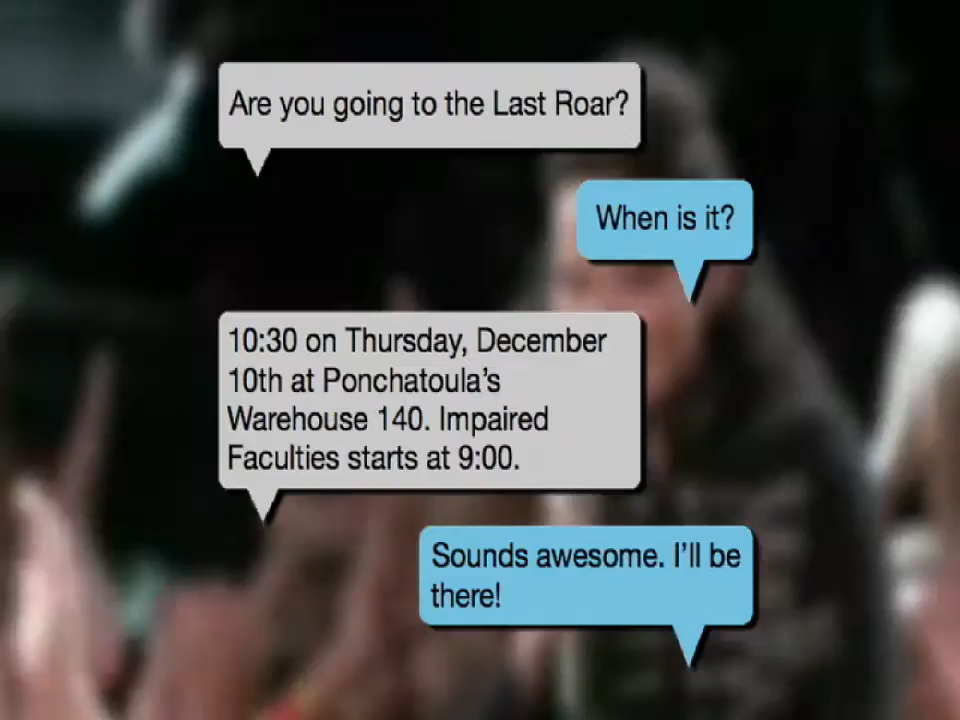 Are you going to the Last Roar?
When is it?
10:30 on Thursday, December
10th at Ponchatoula’s
Warehouse 140. Impaired
Faculties starts at 9:00.
Sounds awesome. I’ll be
there!